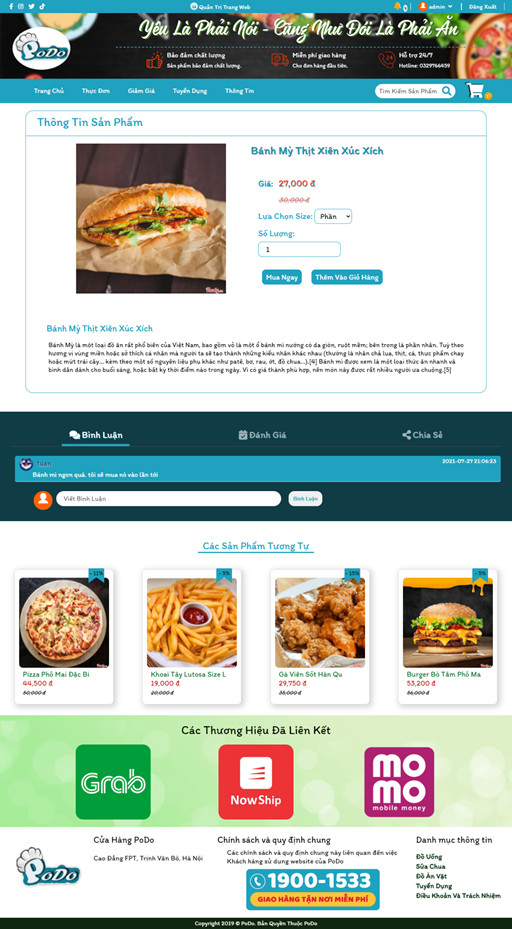 Quản Trị Trang Web
0
admin
Đăng Xuất
Yêu Là Phải Nói - Cũng Như Đói Là Phải Ăn
PoDo
Bảo đảm chất lượng
Sản phẩm bảo đảm chất lượng.
Miễn phí giao hàng
Cho đơn hàng đầu tiên.
Hỗ trợ 24/7
Hotline: 0329766459
Trang Chủ
Thực Đơn
Giảm Giá
Tuyển Dụng
Thông Tin
Tìm Kiếm Sản Phẩm
Thông Tin Sản Phẩm
Bánh Mỳ Thịt Xiên Xúc Xích
Giá: 27,000 đ
30,000 đ
Lựa Chọn Size: Phần
Số Lượng:
1
Mua Ngay
Thêm Vào Giỏ Hàng
Bánh Mỳ Thịt Xiên Xúc Xích
Bánh Mỳ là một loại đồ ăn rất phổ biến của Việt Nam, bao gồm vỏ là một ổ bánh mì nướng có da giòn, ruột mềm; bên trong là phần nhân. Tuỳ theo
hương vị vùng miền hoặc sở thích cá nhân mà người ta sẽ tạo thành những kiểu nhân khác nhau (thường là nhân chả lụa, thịt, cá, thực phẩm chay
hoặc mứt trái cây... kèm theo một số nguyên liệu phụ khác như patê, bơ, rau, ớt, đồ chua...).[4] Bánh mì được xem là một loại thức ăn nhanh và
bình dân dành cho buổi sáng, hoặc bất kỳ thời điểm nào trong ngày. Vì có giá thành phù hợp, nên món này được rất nhiều người ưa chuộng.[5]
Bình Luận
Đánh Giá
Chia Sẻ
Tuấn
2021-07-27 21:06:23
Bánh mì ngon quá. tôi sẽ mua nó vào lần tới
Viết Bình Luận
Bình Luận
Các Sản Phẩm Tương Tự
- 11%
- 5%
- 15%
- 5%
Pizza Phô Mai Đặc Bi
44,500 đ
50,000 đ
Khoai Tây Lutosa Size L
19,000 đ
20,000 đ
Gà Viên Sốt Hàn Qu
29,750 đ
35,000 đ
Burger Bò Tắm Phô Ma
53,200 đ
56,000 đ
Các Thương Hiệu Đã Liên Kết
Grab
NowShip
mo
mo
mobile money
PoDo
Cửa Hàng PoDo
Cao Đẳng FPT, Trịnh Văn Bô, Hà Nội
Chính sách và quy định chung
Các chính sách và quy định chung này liên quan đến việc
Khách hàng sử dụng website của PoDo
1900-1533
GIAO HÀNG TẬN NƠI MIỄN PHÍ
Danh mục thông tin
Đồ Uống
Sữa Chua
Đồ Ăn Vặt
Tuyển Dụng
Điều Khoản Và Trách Nhiệm
Copyright 2019 © PoDo. Bản Quyền Thuộc PoDo